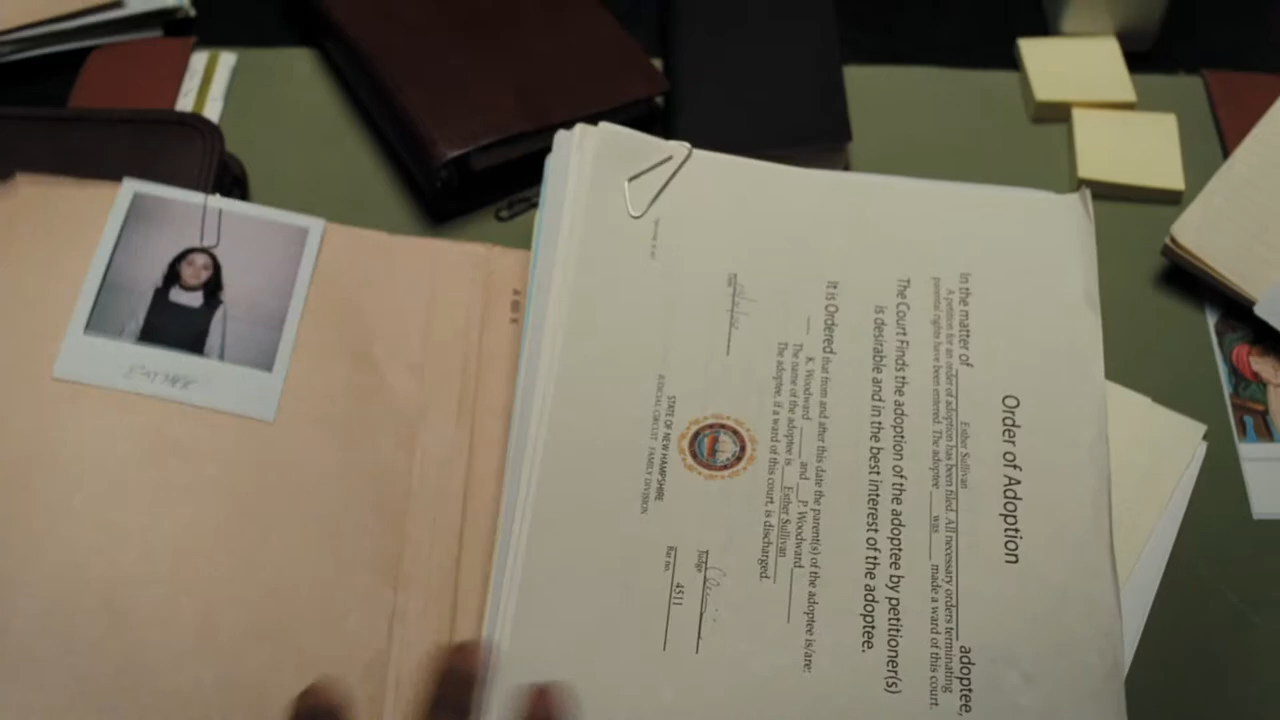 Order of Adoption
In the matter of Esther Sullivan adoptee,
A petition for an order of adoption has been filed. All necessary orders terminating
parental rights have been entered. The adoptee was made a ward of this court.
The Court Finds the adoption of the adoptee by petitioner(s)
is desirable and in the best interest of the adoptee.
It is Ordered that from and after this date the parent(s) of the adoptee is/are:
K. Woodward and P. Woodward
The name of the adoptee is Esther Sullivan
The adoptee, if a ward of this court, is discharged.
Date
Judge
4511
Bar no.
STATE OF NEW HAMPSHIRE
JUDICIAL CIRCUIT FAMILY DIVISION
ESTHER